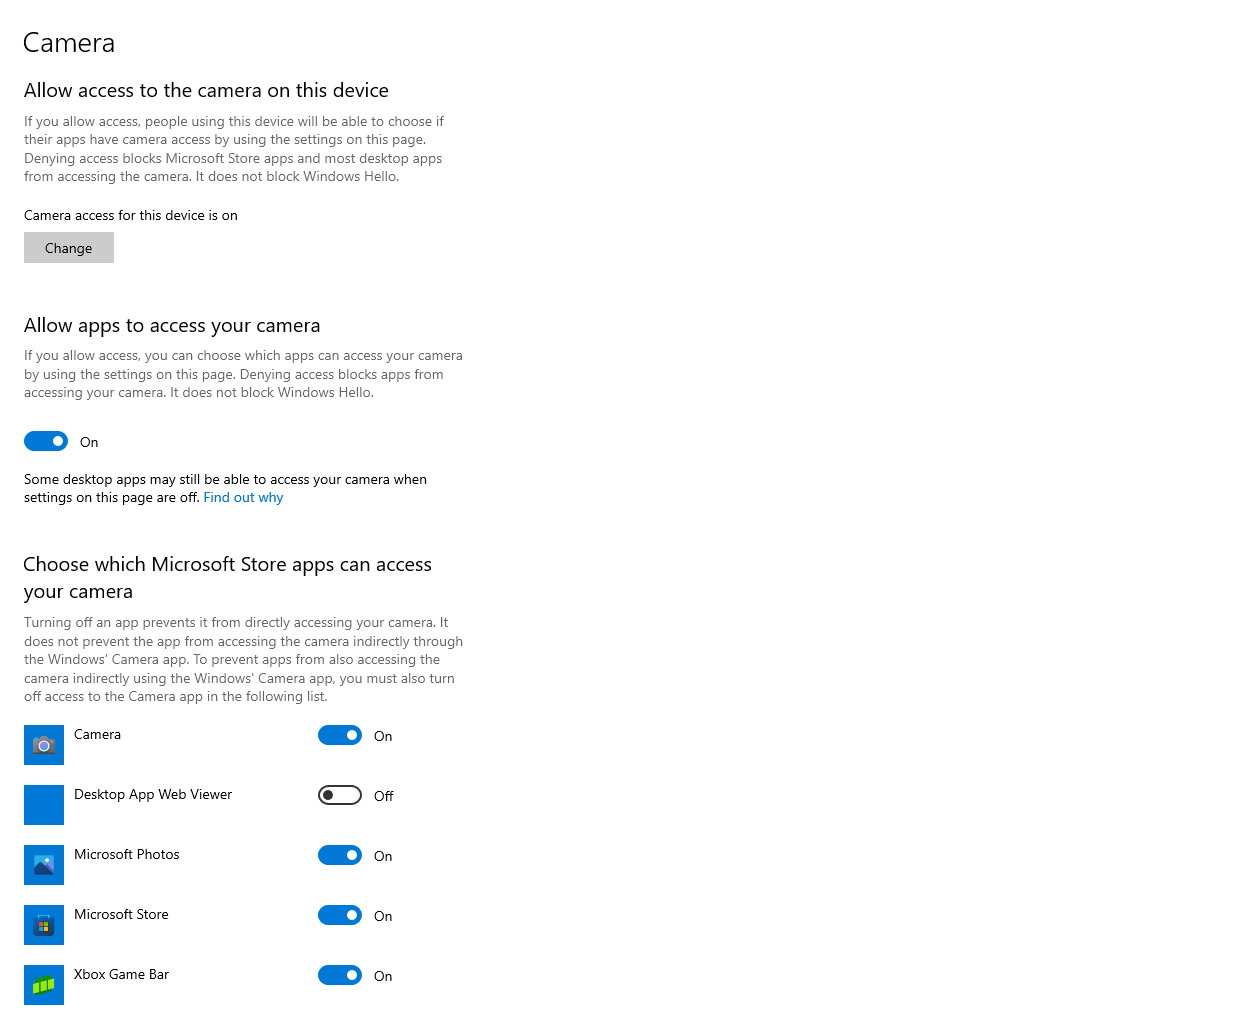 Camera
Allow access to the camera on this device
If you allow access, people using this device will be able to choose if
their apps have camera access by using the settings on this page.
Denying access blocks Microsoft Store apps and most desktop apps
from accessing the camera. It does not block Windows Hello.
Camera access for this device is on
Change
Allow apps to access your camera
If you allow access, you can choose which apps can access your camera
by using the settings on this page. Denying access blocks apps from
accessing your camera. It does not block Windows Hello.
On
Some desktop apps may still be able to access your camera when
settings on this page are off. Find out why
Choose which Microsoft Store apps can access
your camera
Turning off an app prevents it from directly accessing your camera. It
does not prevent the app from accessing the camera indirectly through
the Windows' Camera app. To prevent apps from also accessing the
camera indirectly using the Windows' Camera app, you must also turn
off access to the Camera app in the following list.
Camera On
Desktop App Web Viewer Off
Microsoft Photos On
Microsoft Store On
Xbox Game Bar On